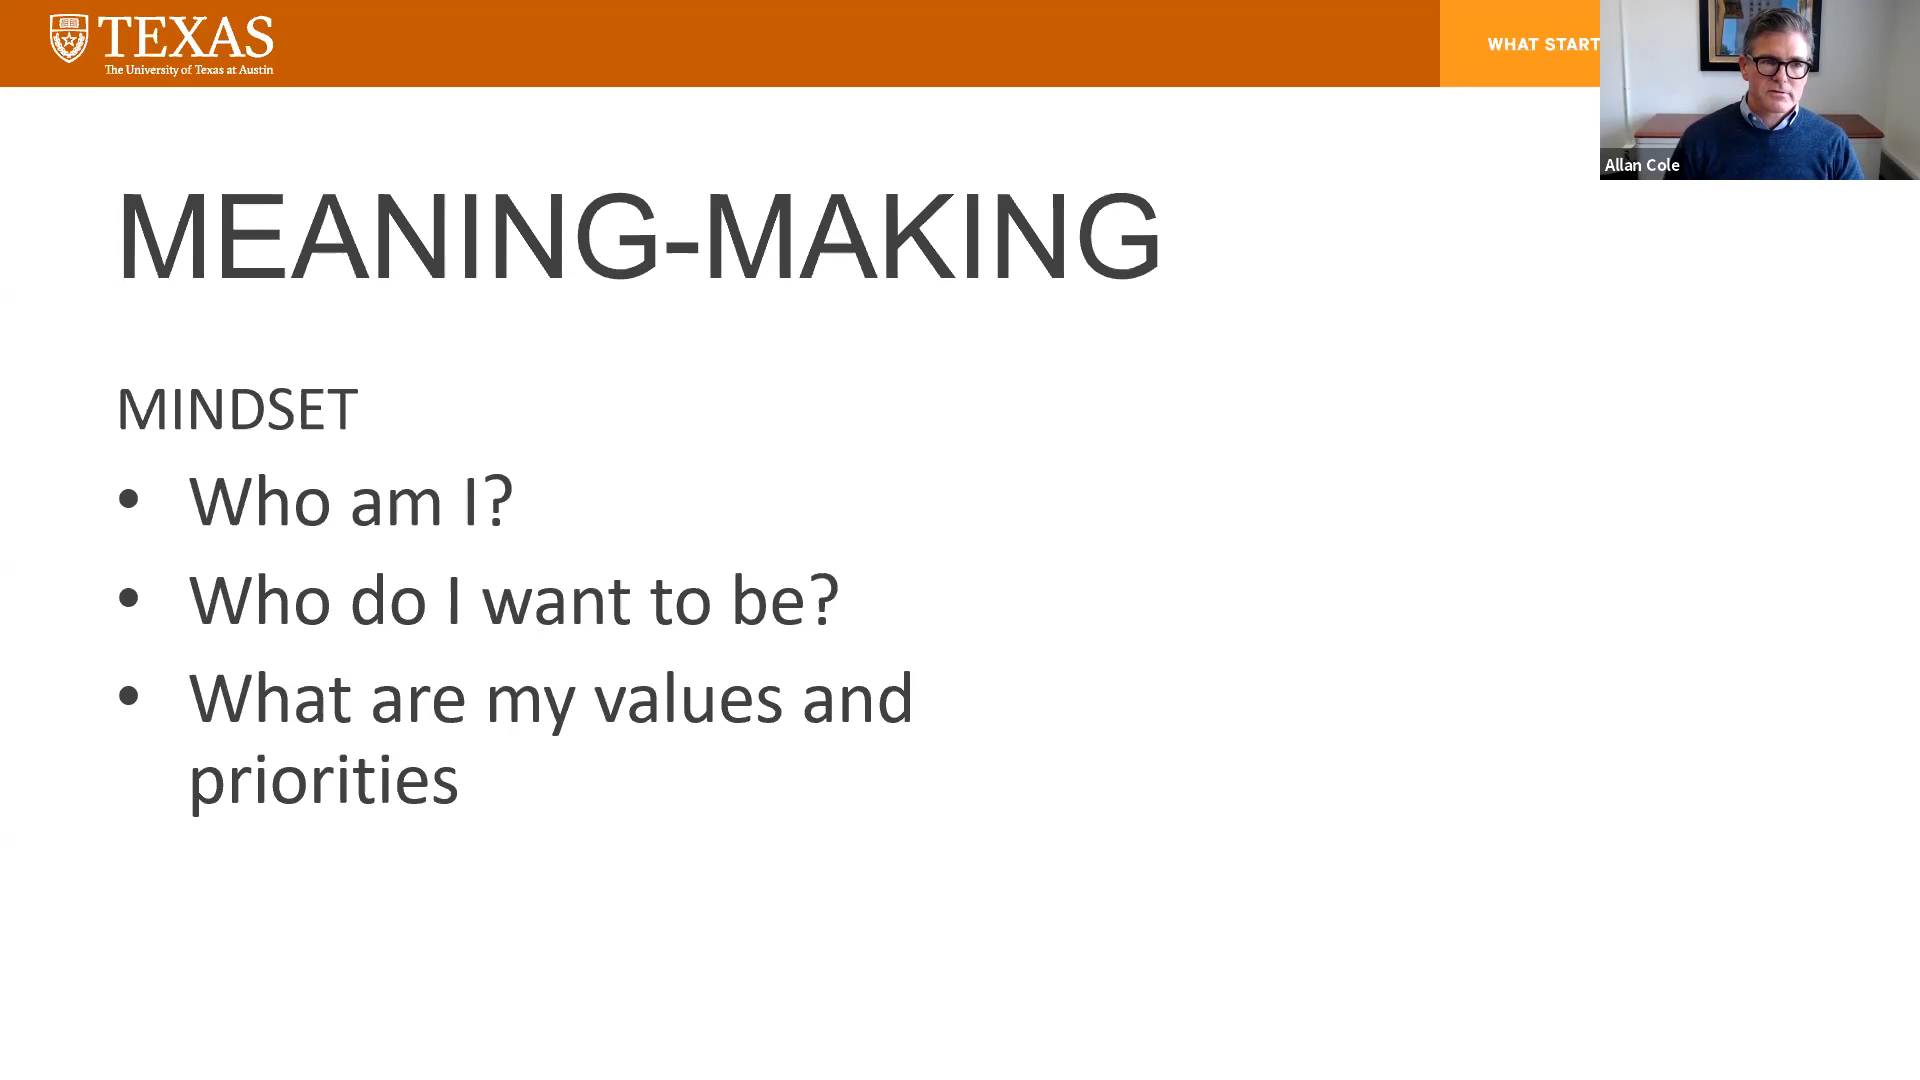 TEXAS
The University of Texas at Austin
WHAT START
Allan Cole
MEANING-MAKING
MINDSET
• Who am I?
• Who do I want to be?
• What are my values and
priorities